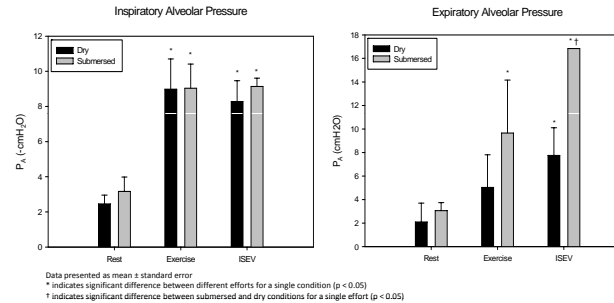 Inspiratory Alveolar Pressure
12
10
8
6
4
2
0
P_A (-cmH₂O)
Dry
Submersed
* * * *
Rest Exercise ISEV
Expiratory Alveolar Pressure
18
16
14
12
10
8
6
4
2
0
P_A (cmH2O)
Dry
Submersed
* * * †
Rest Exercise ISEV
Data presented as mean ± standard error
* indicates significant difference between different efforts for a single condition (p < 0.05)
† indicates significant difference between submersed and dry conditions for a single effort (p < 0.05)